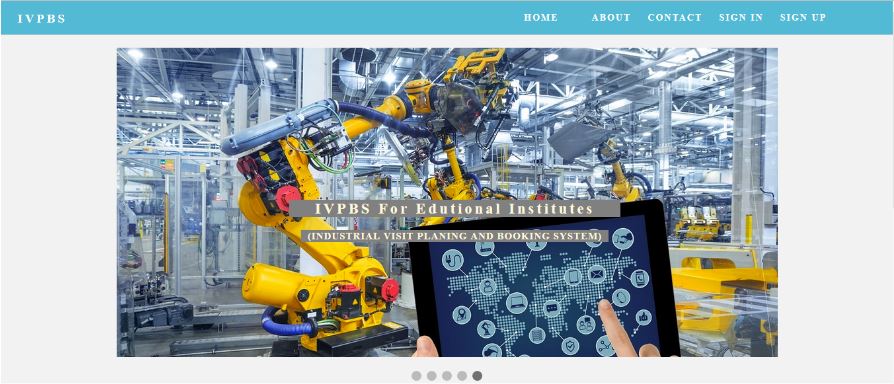 IVPBS
HOME ABOUT CONTACT SIGN IN SIGN UP
IVPBS For Edutional Institutes
(INDUSTRIAL VISIT PLANING AND BOOKING SYSTEM)